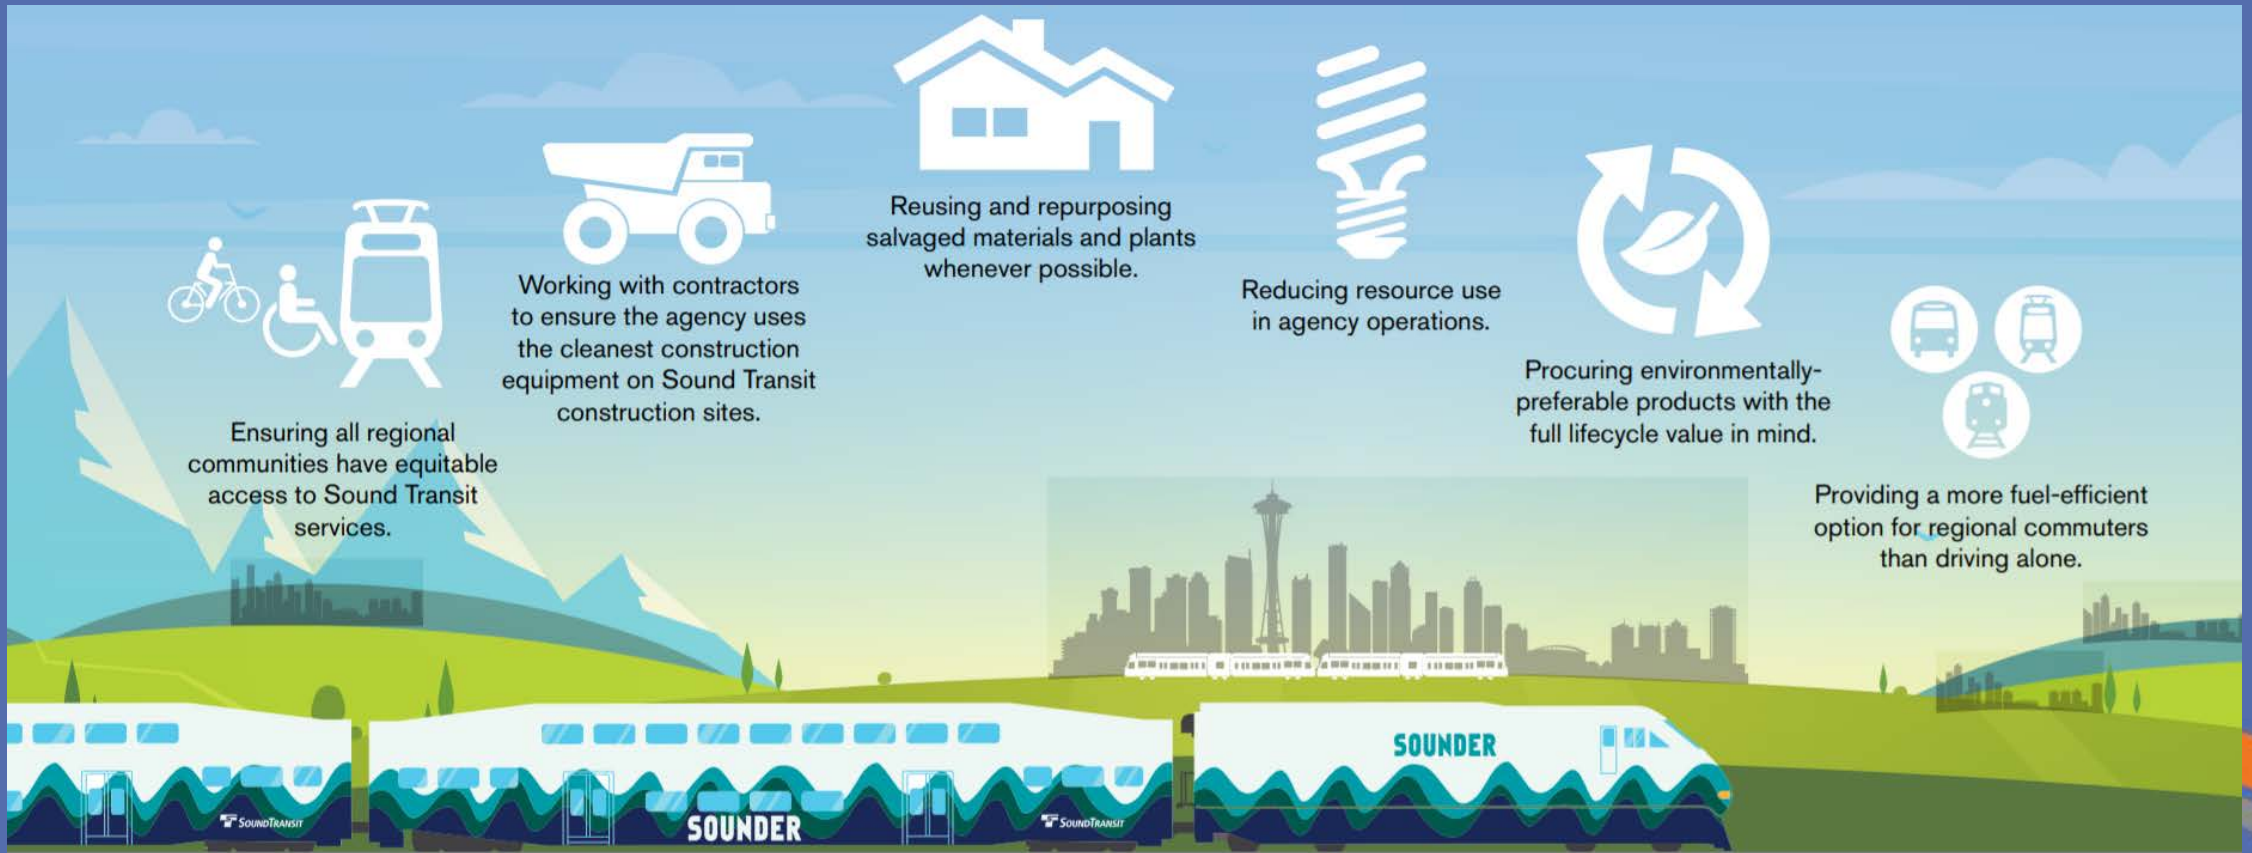 Ensuring all regional
communities have equitable
access to Sound Transit
services.
Working with contractors
to ensure the agency uses
the cleanest construction
equipment on Sound Transit
construction sites.
Reusing and repurposing
salvaged materials and plants
whenever possible.
Reducing resource use
in agency operations.
Procuring environmentally-
preferable products with the
full lifecycle value in mind.
Providing a more fuel-efficient
option for regional commuters
than driving alone.
SOUNDTRANSIT
SOUNDER
SOUNDTRANSIT
SOUNDER